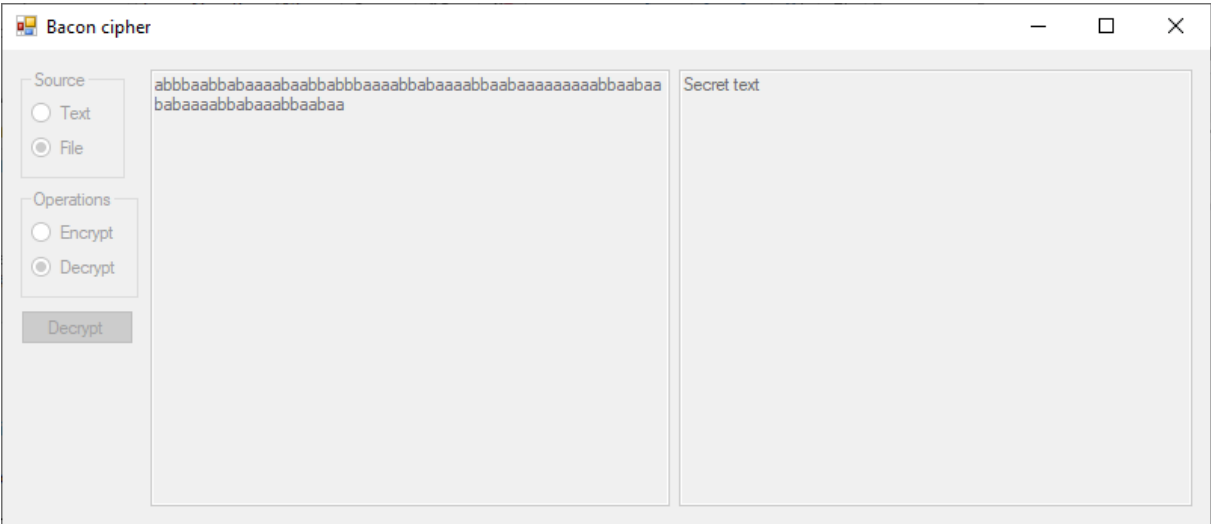 Bacon cipher
Source
Text
File
Operations
Encrypt
Decrypt
Decrypt
abbbaabbabaaaabaabbabbbaaaabbabaaaabbaabaaaaaaaaabbaabaa
babaaaabbabaaabbaabaa
Secret text